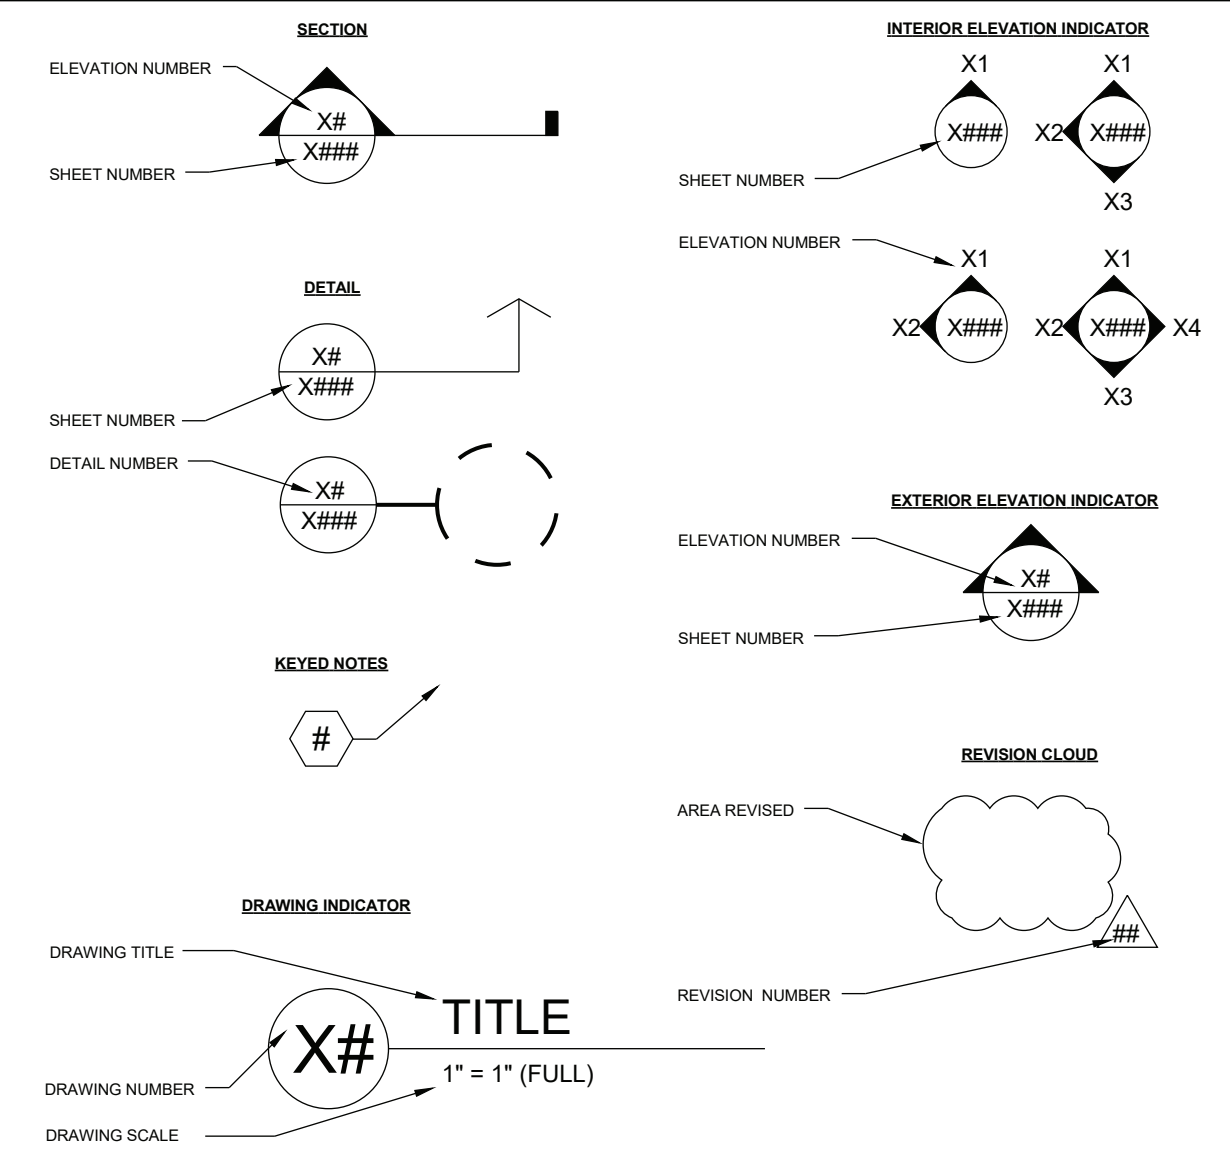 SECTION
ELEVATION NUMBER
X#
X###
SHEET NUMBER
DETAIL
X#
X###
SHEET NUMBER
DETAIL NUMBER
X#
X###
KEYED NOTES
#
DRAWING INDICATOR
DRAWING TITLE
TITLE
X#
1" = 1" (FULL)
DRAWING NUMBER
DRAWING SCALE
INTERIOR ELEVATION INDICATOR
X1 X1
X### X2 X###
SHEET NUMBER
X3
ELEVATION NUMBER
X1 X1
X2 X### X2 X### X4
X3
EXTERIOR ELEVATION INDICATOR
ELEVATION NUMBER
X#
X###
SHEET NUMBER
REVISION CLOUD
AREA REVISED
##
REVISION NUMBER